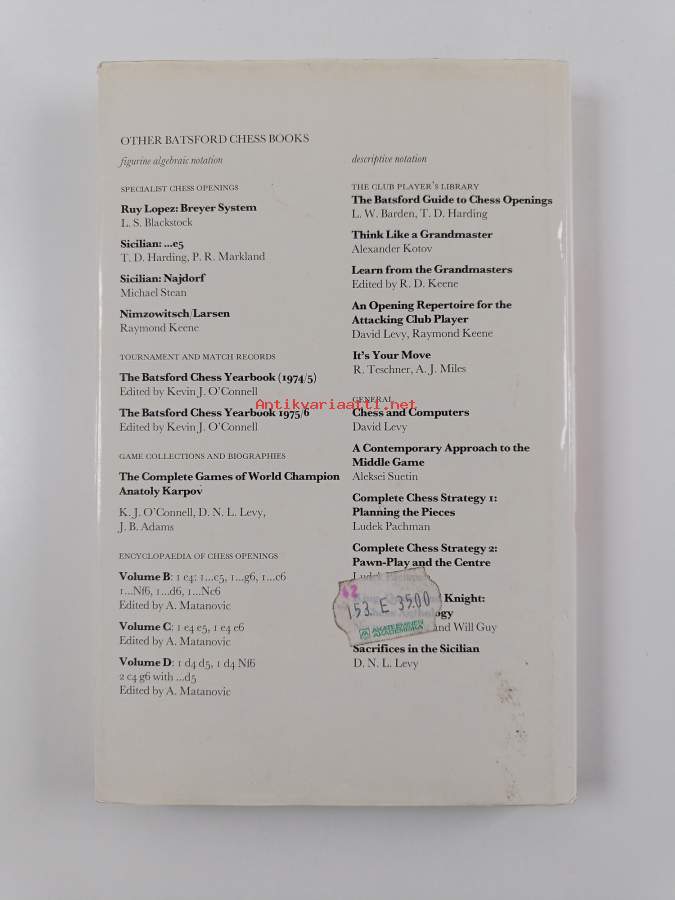 OTHER BATSFORD CHESS BOOKS
figurine algebraic notation
SPECIALIST CHESS OPENINGS
Ruy Lopez: Breyer System
L. S. Blackstock
Sicilian: ...e5
T. D. Harding, P. R. Markland
Sicilian: Najdorf
Michael Stean
Nimzowitsch/Larsen
Raymond Keene
TOURNAMENT AND MATCH RECORDS
The Batsford Chess Yearbook (1974/5)
Edited by Kevin J. O'Connell
The Batsford Chess Yearbook 1975/6
Edited by Kevin J. O'Connell
GAME COLLECTIONS AND BIOGRAPHIES
The Complete Games of World Champion
Anatoly Karpov
K. J. O'Connell, D. N. L. Levy,
J. B. Adams
ENCYCLOPAEDIA OF CHESS OPENINGS
Volume B: 1 e4: 1...c5, 1...g6, 1...c6
1...Nf6, 1...d6, 1...Nc6
Edited by A. Matanovic
Volume C: 1 e4 e5, 1 e4 e6
Edited by A. Matanovic
Volume D: 1 d4 d5, 1 d4 Nf6
2 c4 g6 with ...d5
Edited by A. Matanovic
descriptive notation
THE CLUB PLAYER'S LIBRARY
The Batsford Guide to Chess Openings
L. W. Barden, T. D. Harding
Think Like a Grandmaster
Alexander Kotov
Learn from the Grandmasters
Edited by R. D. Keene
An Opening Repertoire for the
Attacking Club Player
David Levy, Raymond Keene
It's Your Move
R. Teschner, A. J. Miles
GENERAL
Chess and Computers
David Levy
A Contemporary Approach to the
Middle Game
Aleksei Suetin
Complete Chess Strategy 1:
Planning the Pieces
Ludek Pachman
Complete Chess Strategy 2:
Pawn-Play and the Centre
Knight:
and Will Guy
Sacrifices in the Sicilian
D. N. L. Levy
Antikvariaatti.net
62
153. E 35.00
AKATEEMINEN
AKADEMISKA